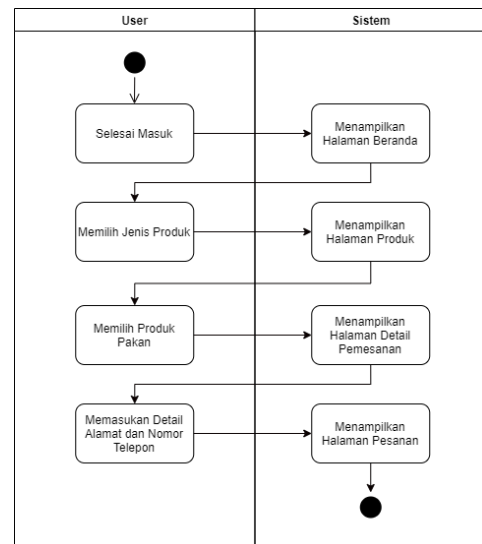 User
Sistem
Selesai Masuk
Menampilkan
Halaman Beranda
Memilih Jenis Produk
Menampilkan
Halaman Produk
Memilih Produk
Pakan
Menampilkan
Halaman Detail
Pemesanan
Memasukan Detail
Alamat dan Nomor
Telepon
Menampilkan
Halaman Pesanan